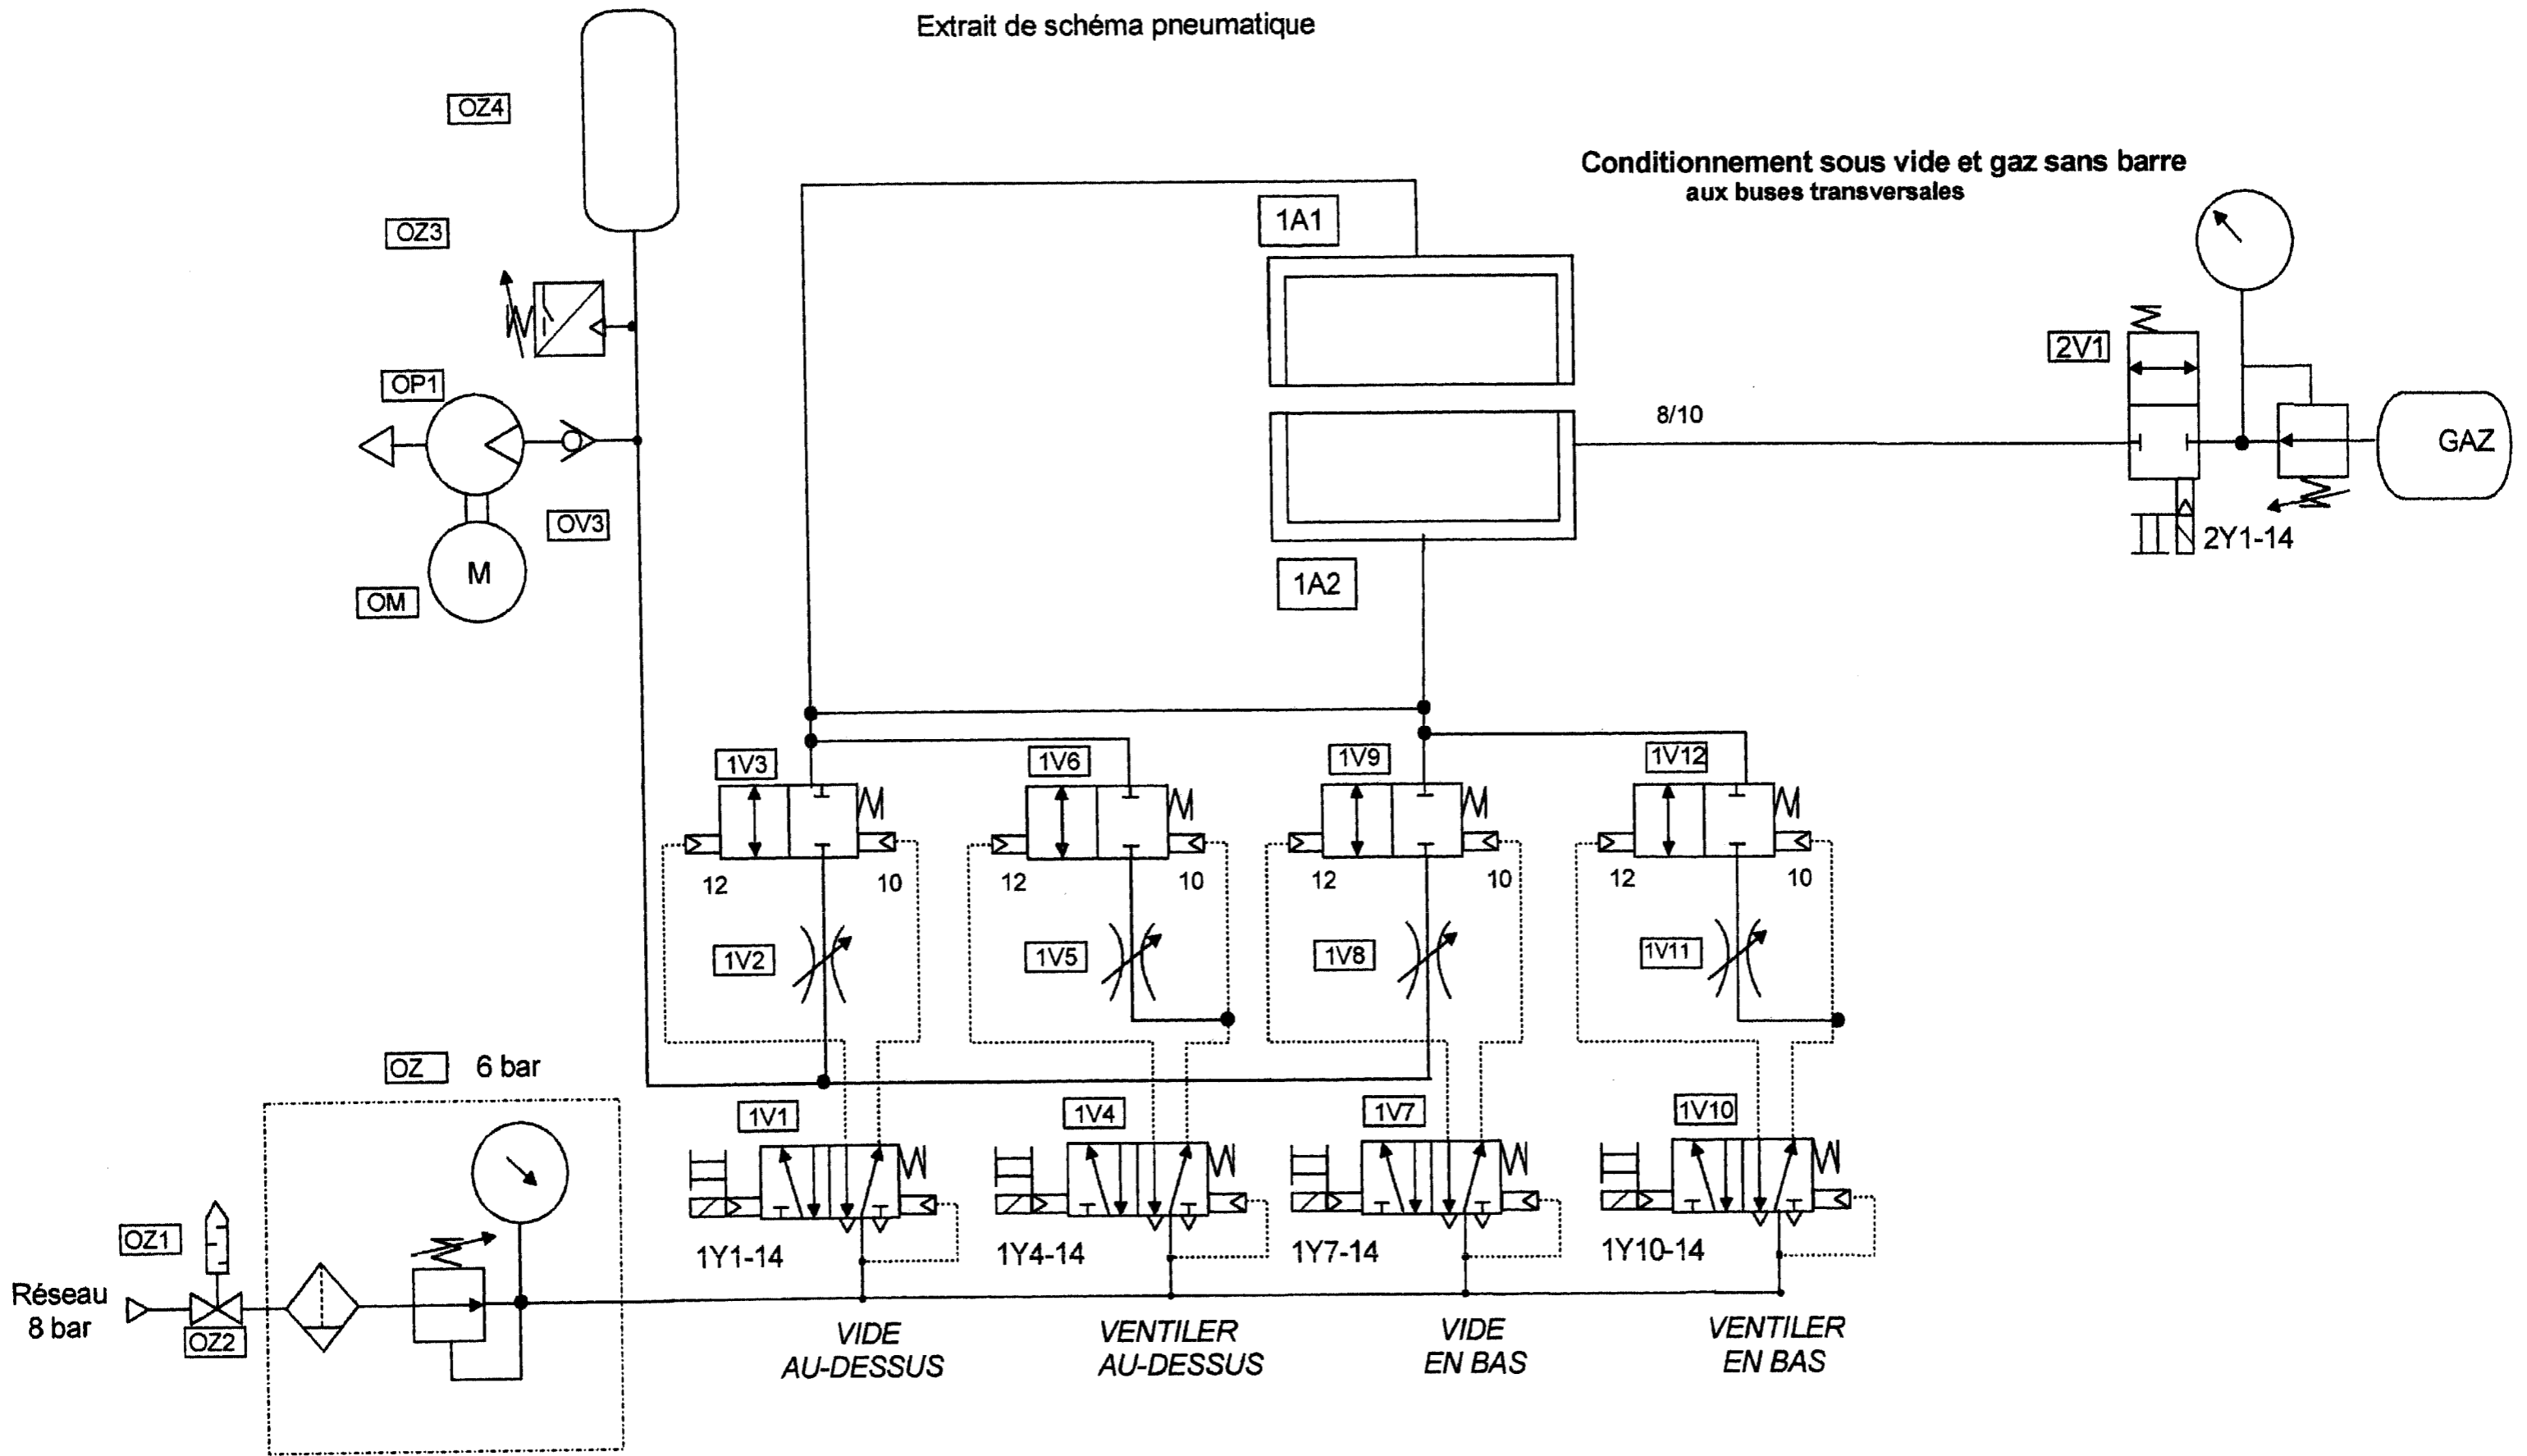 Extrait de schéma pneumatique
OZ4
Conditionnement sous vide et gaz sans barre
aux buses transversales
OZ3
1A1
2V1
OP1
8/10
GAZ
OV3
2Y1-14
M
OM
1A2
1V3
1V6
1V9
1V12
12
10
12
10
12
10
12
10
1V2
1V5
1V8
1V11
OZ
6 bar
1V1
1V4
1V7
1V10
OZ1
1Y1-14
1Y4-14
1Y7-14
1Y10-14
Réseau
8 bar
OZ2
VIDE
AU-DESSUS
VENTILER
AU-DESSUS
VIDE
EN BAS
VENTILER
EN BAS